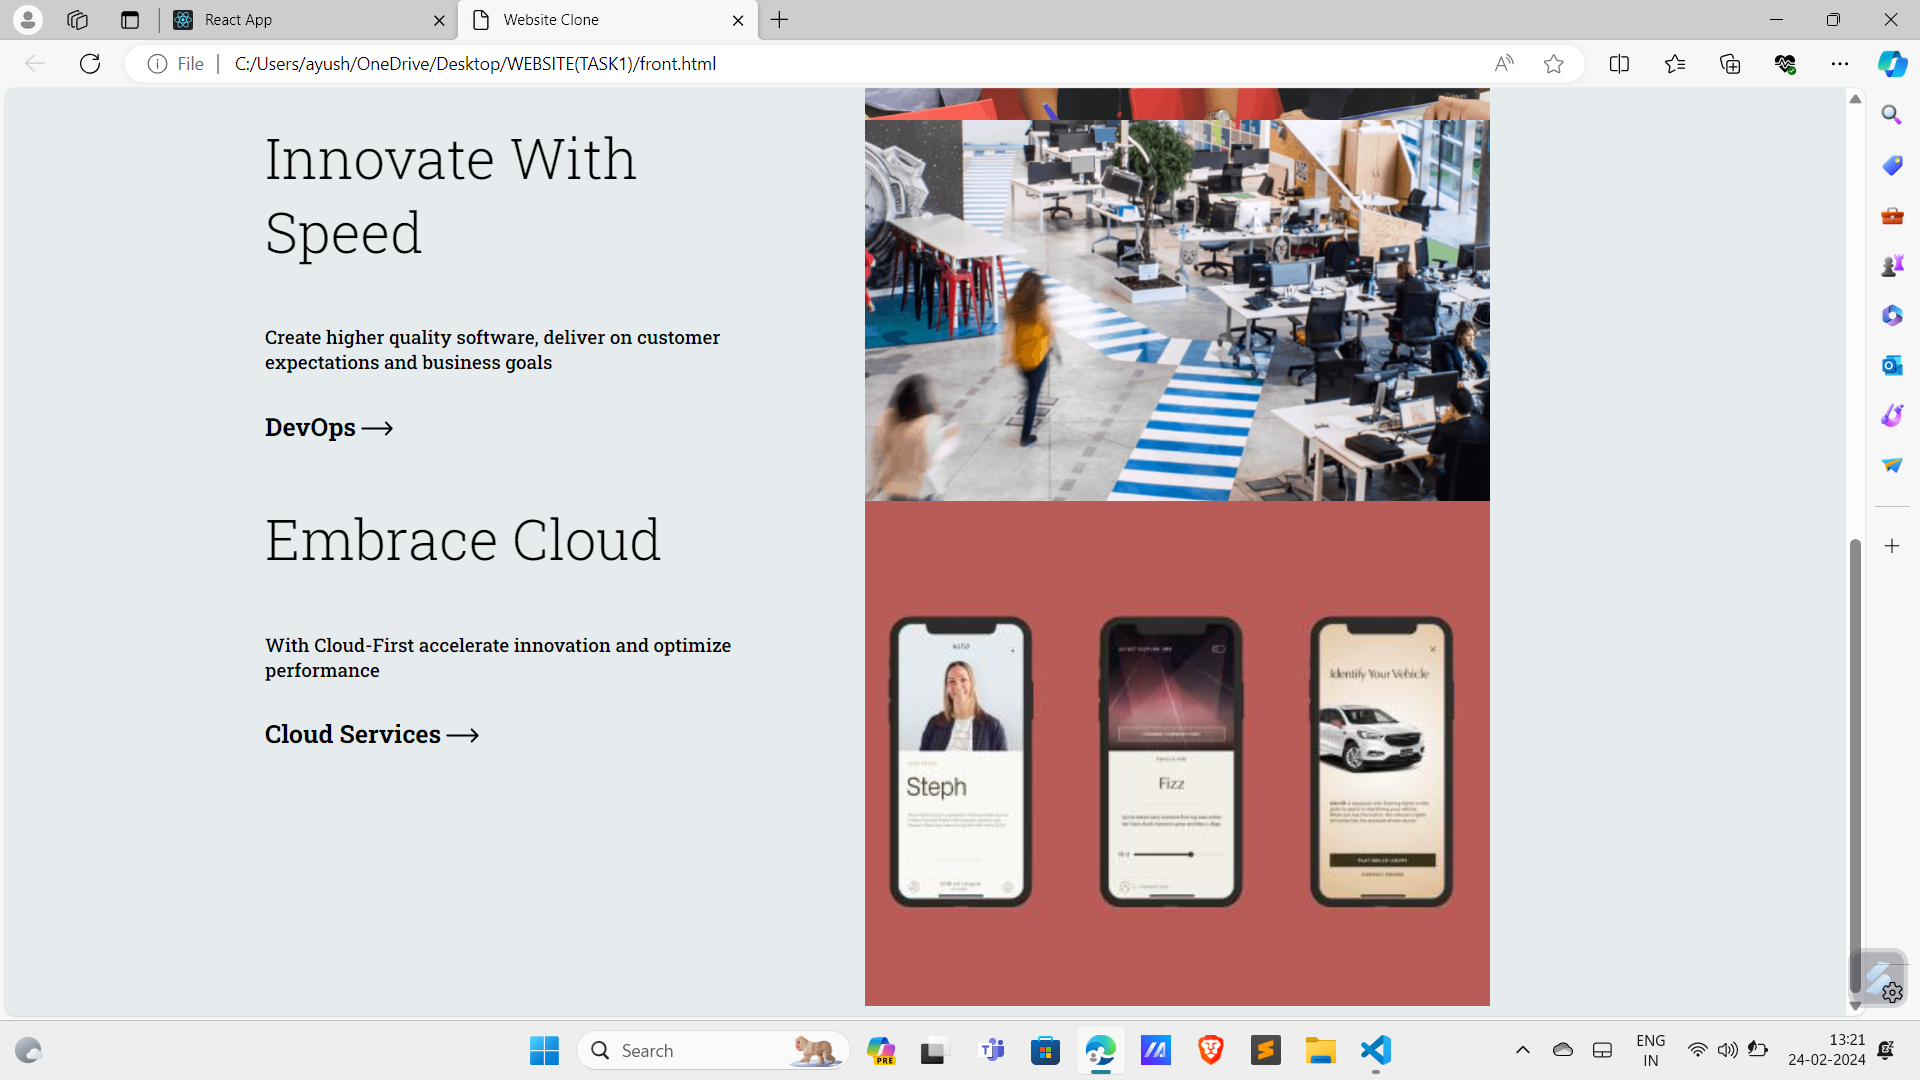 React App
Website Clone
File
C:/Users/ayush/OneDrive/Desktop/WEBSITE(TASK1)/front.html
Innovate With
Speed
Create higher quality software, deliver on customer
expectations and business goals
DevOps
Embrace Cloud
With Cloud-First accelerate innovation and optimize
performance
Cloud Services
Steph
Fizz
Identify Your Vehicle
Search
PRE
ENG
IN
13:21
24-02-2024